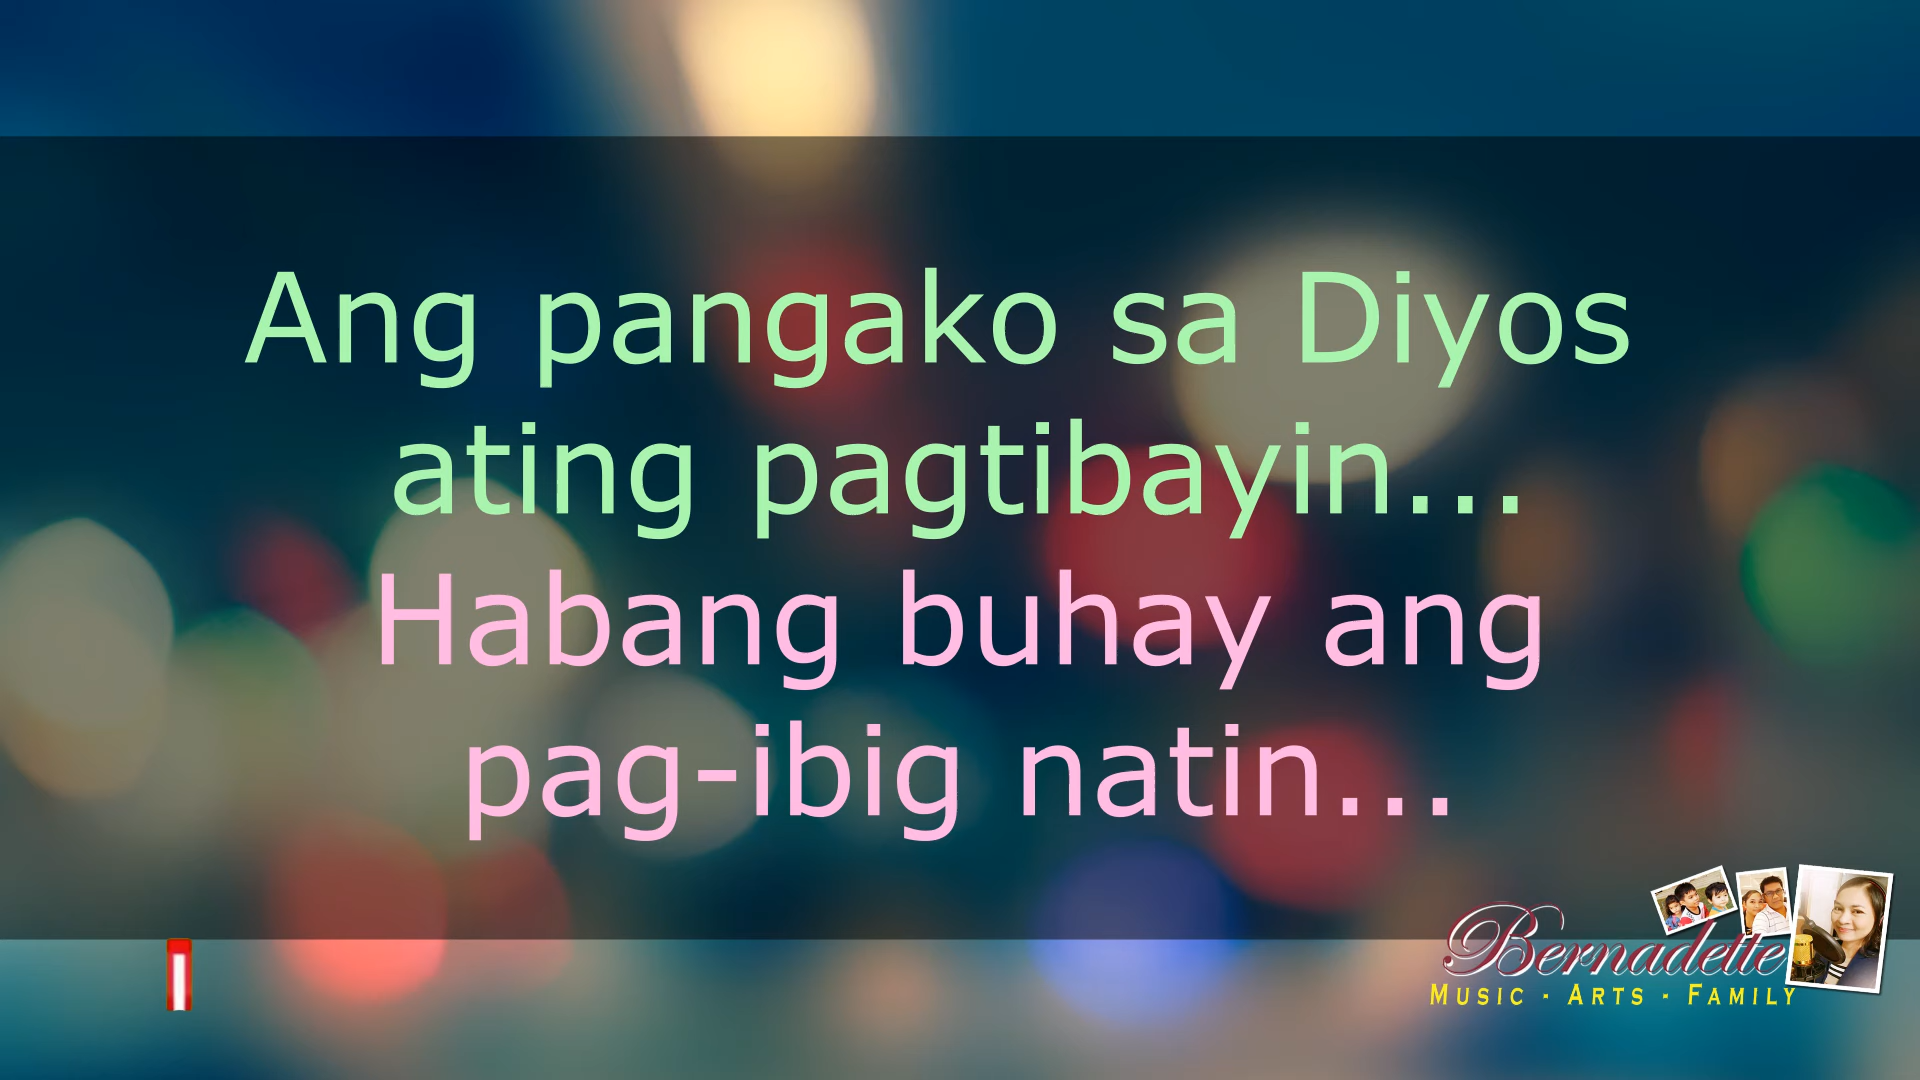 Ang pangako sa Diyos
ating pagtibayin...
Habang buhay ang
pag-ibig natin...
Bernadette
MUSIC · ARTS · FAMILY